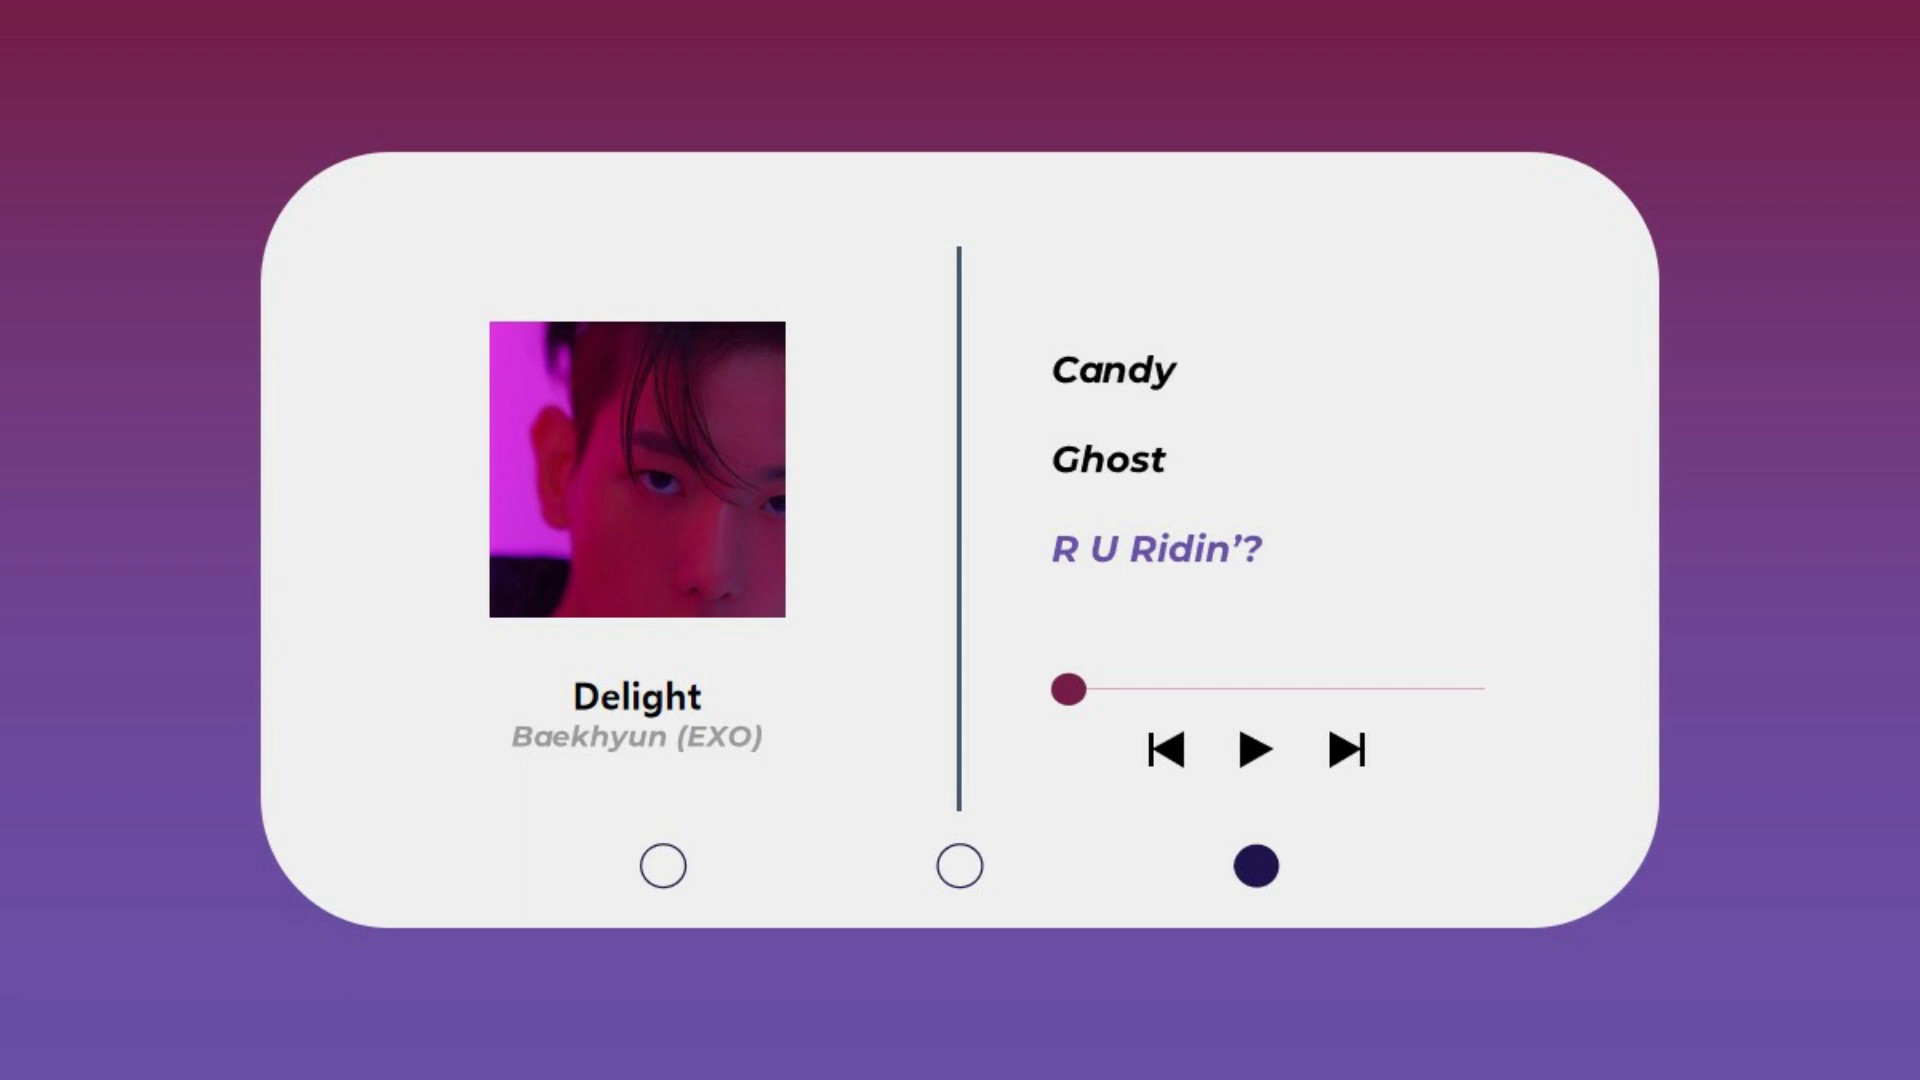 Delight
Baekhyun (EXO)
Candy
Ghost
R U Ridin’?